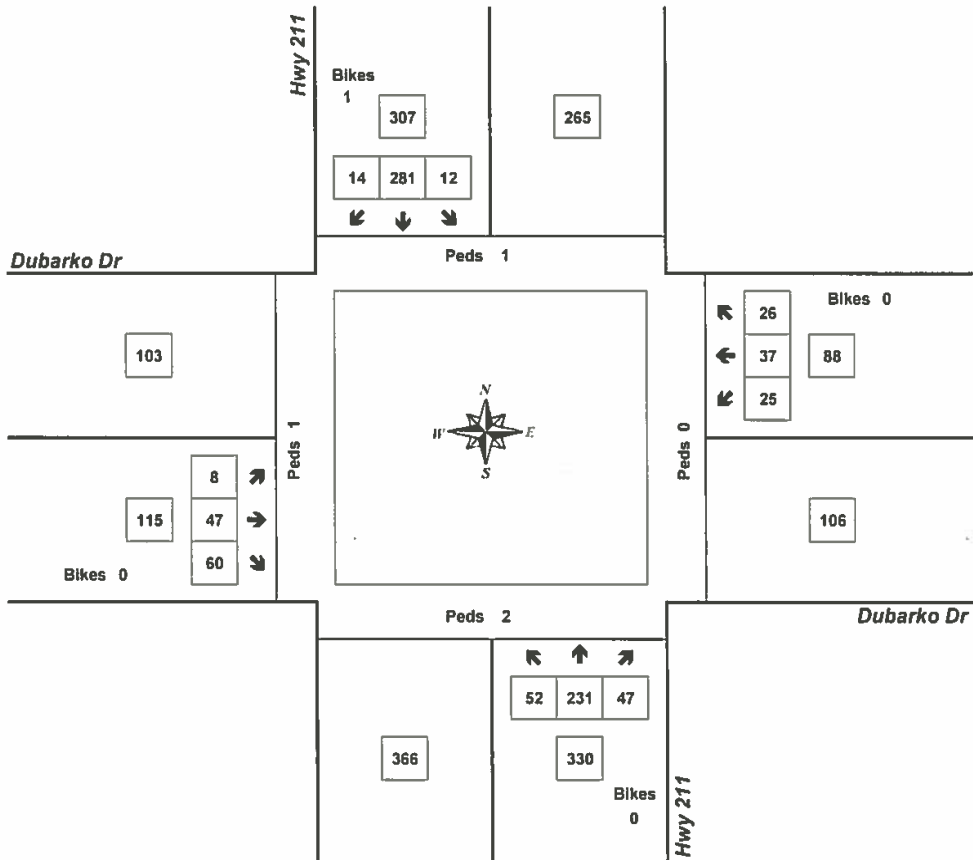 Hwy 211
Bikes
1
307
265
14 281 12
Peds 1
Dubarko Dr
Bikes 0
26
37
88
25
103
N
W E
S
Peds 1
Peds 0
8
115
47
60
Bikes 0
106
Peds 2
Dubarko Dr
52 231 47
366
330
Bikes
0
Hwy 211